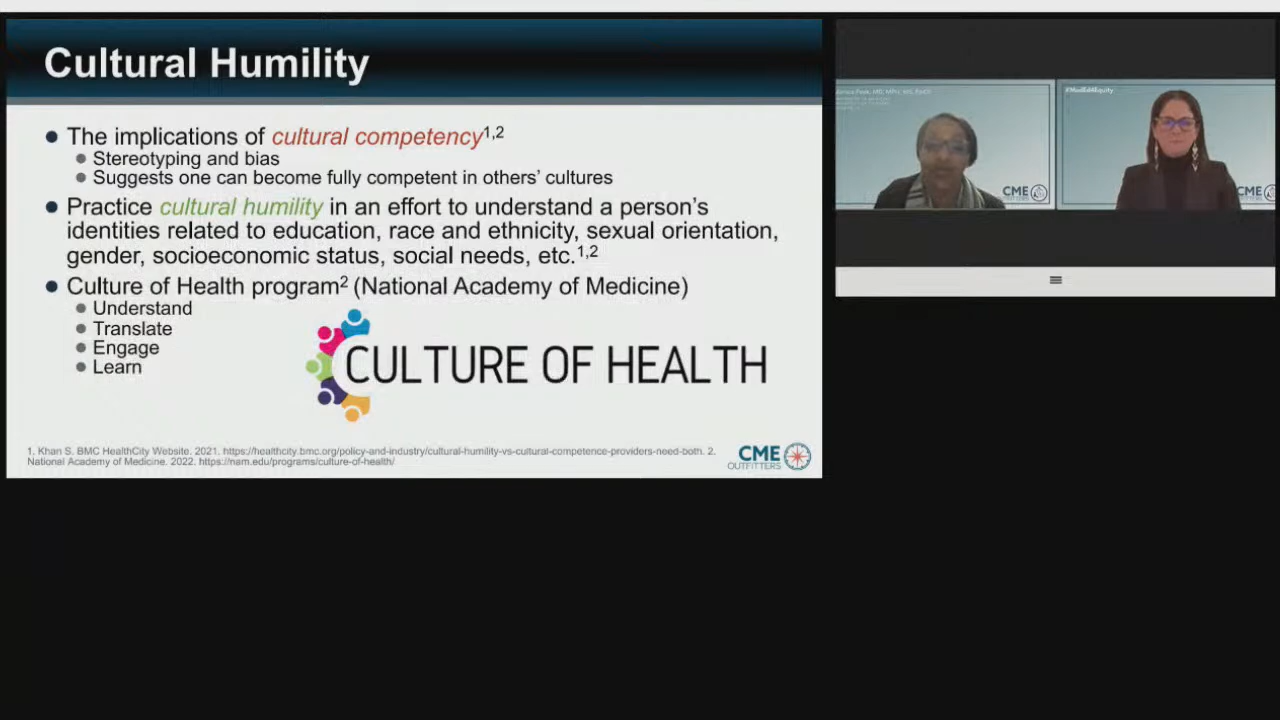 Cultural Humility
The implications of cultural competency1,2
Stereotyping and bias
Suggests one can become fully competent in others' cultures
Practice cultural humility in an effort to understand a person's
identities related to education, race and ethnicity, sexual orientation,
gender, socioeconomic status, social needs, etc.1,2
Culture of Health program2 (National Academy of Medicine)
Understand
Translate
Engage
Learn
CULTURE OF HEALTH
1. Khan S. BMC HealthCity Website. 2021. https://healthcity.bmc.org/policy-and-industry/cultural-humility-vs-cultural-competence-providers-need-both. 2.
National Academy of Medicine. 2022. https://nam.edu/programs/culture-of-health/
CME
OUTFITTERS
Peek, MD, MPH, MS,
CME
#MedEd4Equity
CME